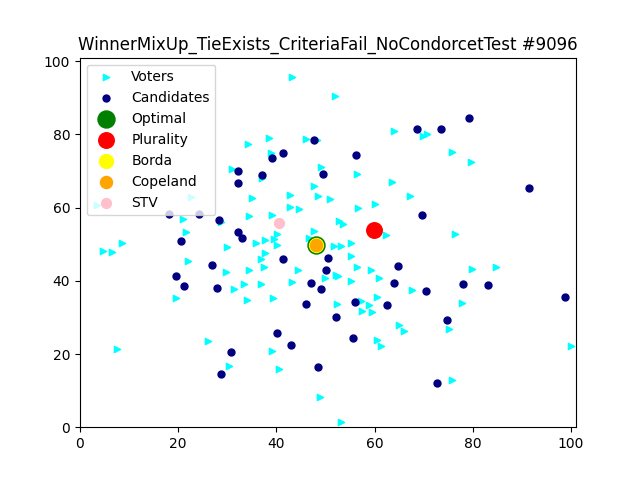 WinnerMixUp_TieExists_CriteriaFail_NoCondorcetTest #9096
100
80
60
40
20
0
Voters
Candidates
Optimal
Plurality
Borda
Copeland
STV
0 20 40 60 80 100